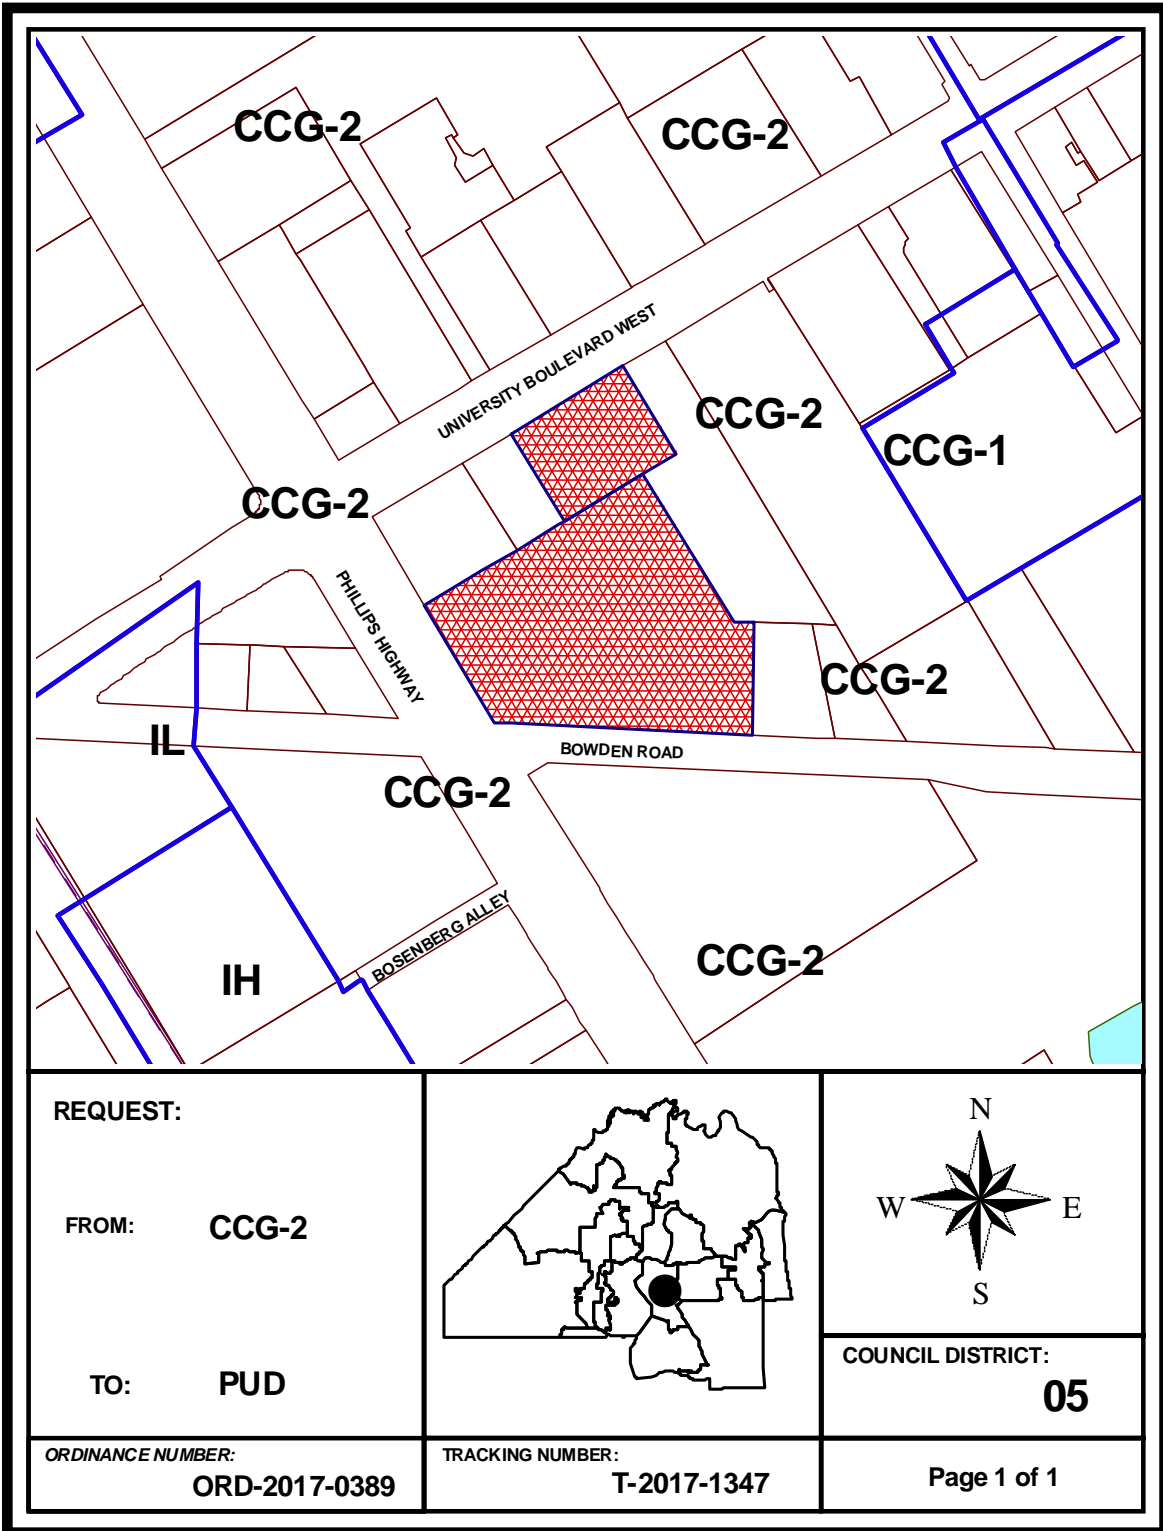 CCG-2
CCG-2
UNIVERSITY BOULEVARD WEST
CCG-2
CCG-1
CCG-2
PHILLIPS HIGHWAY
CCG-2
IL
BOWDEN ROAD
CCG-2
BOSENBERG ALLEY
CCG-2
IH
REQUEST:
FROM: CCG-2
TO: PUD
N
W E
S
COUNCIL DISTRICT:
05
ORDINANCE NUMBER:
ORD-2017-0389
TRACKING NUMBER:
T-2017-1347
Page 1 of 1